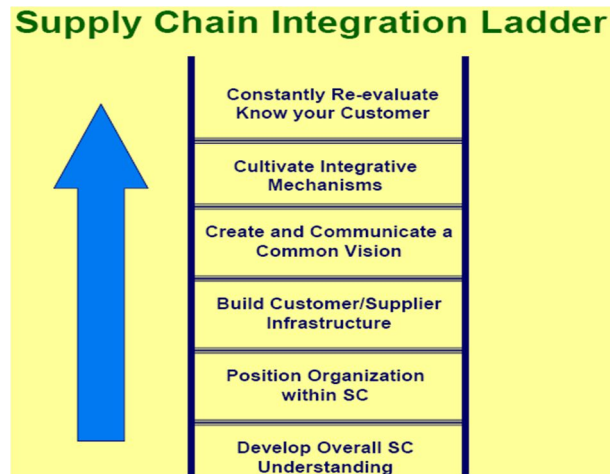 Supply Chain Integration Ladder
Constantly Re-evaluate
Know your Customer
Cultivate Integrative
Mechanisms
Create and Communicate a
Common Vision
Build Customer/Supplier
Infrastructure
Position Organization
within SC
Develop Overall SC
Understanding